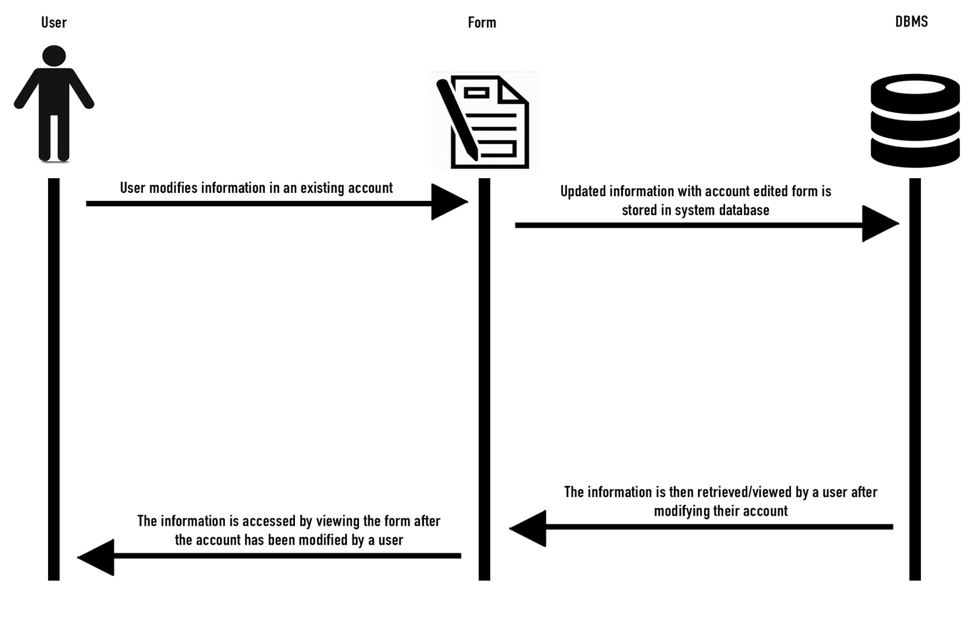 User
Form
DBMS
User modifies information in an existing account
Updated information with account edited form is
stored in system database
The information is then retrieved/viewed by a user after
modifying their account
The information is accessed by viewing the form after
the account has been modified by a user